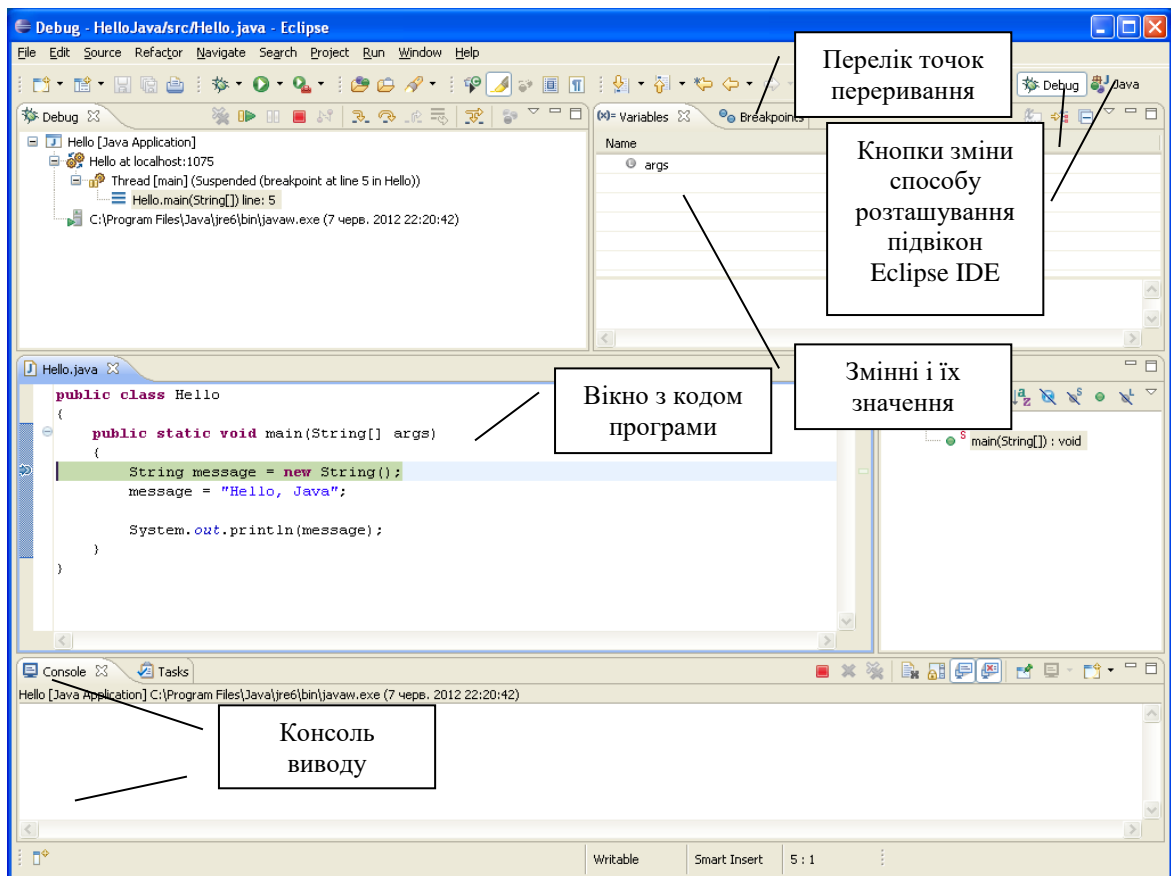 Debug - HelloJava/src/Hello.java - Eclipse
File Edit Source Refactor Navigate Search Project Run Window Help
Перелік точок
переривання
Debug
Java
Debug
Variables
Breakpoints
Hello [Java Application]
Hello at localhost:1075
Thread [main] (Suspended (breakpoint at line 5 in Hello))
Hello.main(String[]) line: 5
C:\Program Files\Java\jre6\bin\javaw.exe (7 черв. 2012 22:20:42)
Name
args
Кнопки зміни
способу
розташування
підвікон
Eclipse IDE
Змінні і їх
значення
Hello.java
public class Hello
{
public static void main(String[] args)
{
String message = new String();
message = "Hello, Java";
System.out.println(message);
}
}
Вікно з кодом
програми
main(String[]) : void
Console
Tasks
Hello [Java Application] C:\Program Files\Java\jre6\bin\javaw.exe (7 черв. 2012 22:20:42)
Консоль
виводу
Writable
Smart Insert
5 : 1